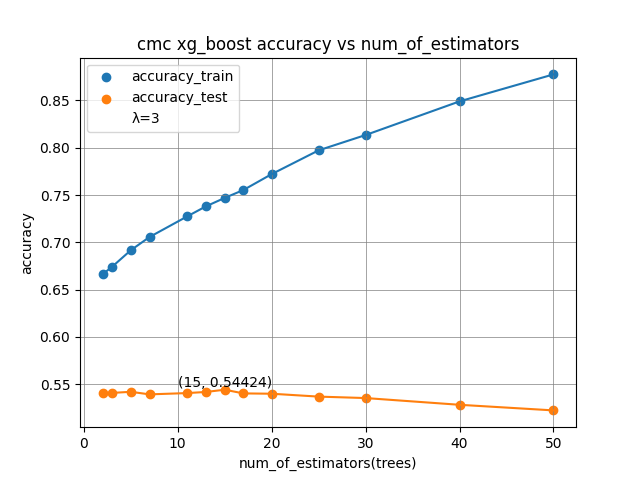 cmc xg_boost accuracy vs num_of_estimators
accuracy_train
accuracy_test
λ=3
0.85
0.80
0.75
0.70
0.65
0.60
0.55
accuracy
(15, 0.54424)
0
10
20
30
40
50
num_of_estimators(trees)